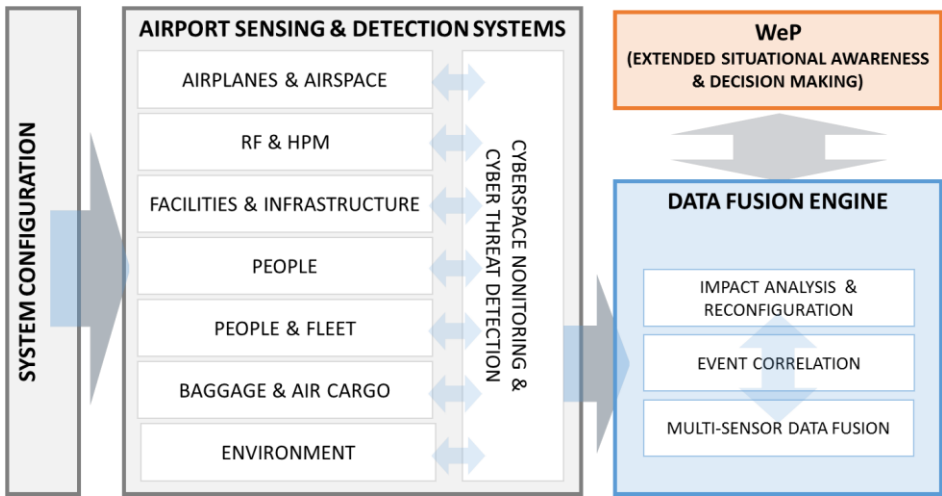 SYSTEM CONFIGURATION
AIRPORT SENSING & DETECTION SYSTEMS
AIRPLANES & AIRSPACE
RF & HPM
FACILITIES & INFRASTRUCTURE
PEOPLE
PEOPLE & FLEET
BAGGAGE & AIR CARGO
ENVIRONMENT
CYBERSPACE NONITORING &
CYBER THREAT DETECTION
WeP
(EXTENDED SITUATIONAL AWARENESS
& DECISION MAKING)
DATA FUSION ENGINE
IMPACT ANALYSIS &
RECONFIGURATION
EVENT CORRELATION
MULTI-SENSOR DATA FUSION